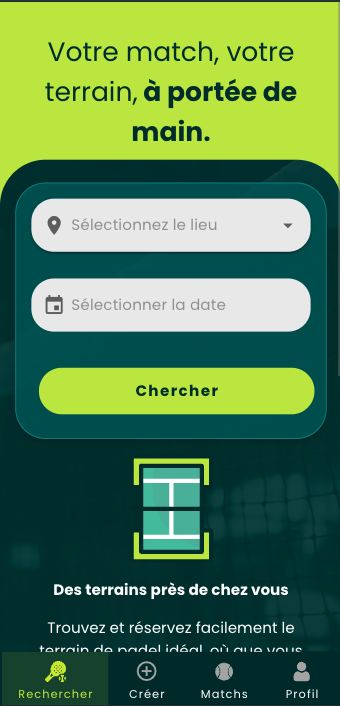 Votre match, votre
terrain, à portée de
main.
Sélectionnez le lieu
Sélectionner la date
Chercher
Des terrains près de chez vous
Trouvez et réservez facilement le
terrain de padel idéal, où que vous
Rechercher
Créer
Matchs
Profil